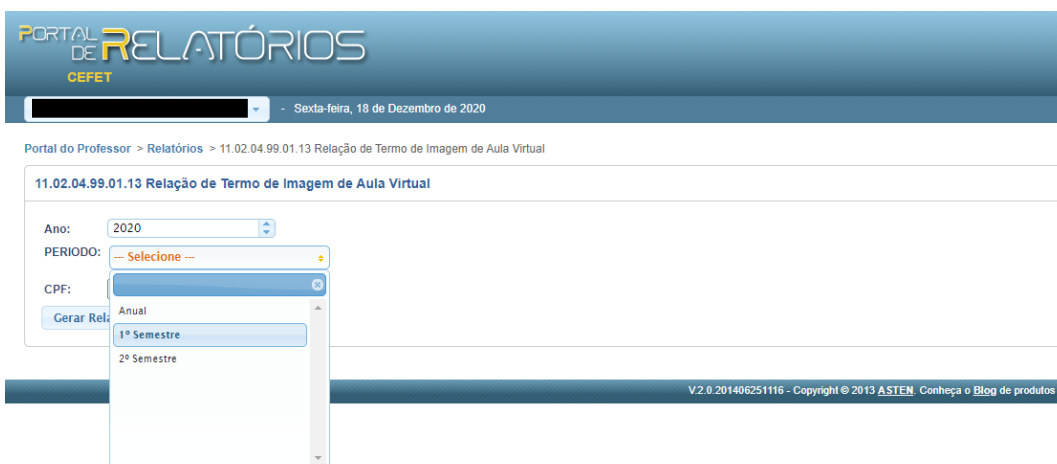 PORTAL DE RELATÓRIOS
CEFET
- Sexta-feira, 18 de Dezembro de 2020
Portal do Professor > Relatórios > 11.02.04.99.01.13 Relação de Termo de Imagem de Aula Virtual
11.02.04.99.01.13 Relação de Termo de Imagem de Aula Virtual
Ano: 2020
PERIODO: --- Selecione ---
CPF:
Anual
Gerar Rela
1º Semestre
2º Semestre
V.2.0.201406251116 - Copyright © 2013 ASTEN. Conheça o Blog de produtos